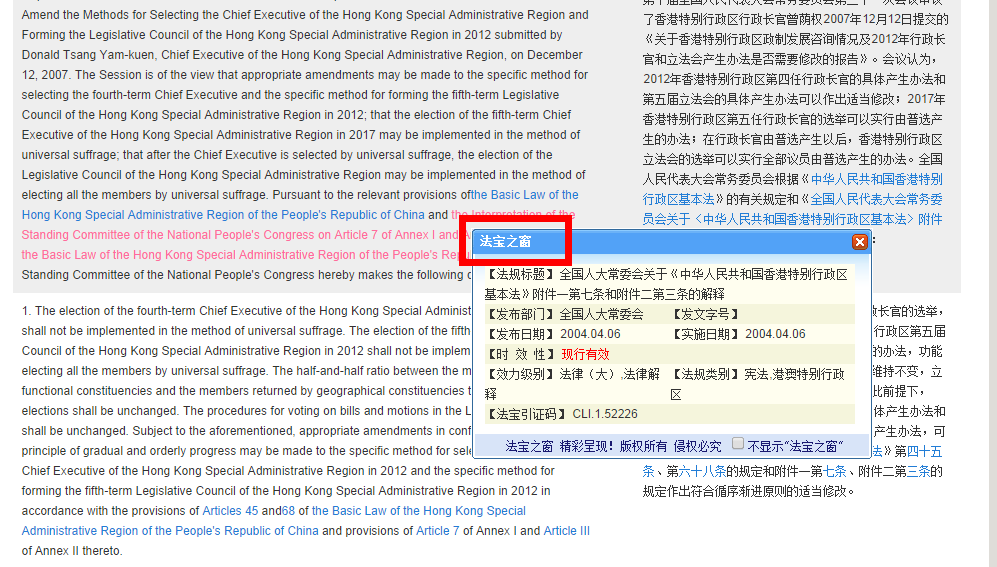 Amend the Methods for Selecting the Chief Executive of the Hong Kong Special Administrative Region and
Forming the Legislative Council of the Hong Kong Special Administrative Region in 2012 submitted by
Donald Tsang Yam-kuen, Chief Executive of the Hong Kong Special Administrative Region, on December
12, 2007. The Session is of the view that appropriate amendments may be made to the specific method for
selecting the fourth-term Chief Executive and the specific method for forming the fifth-term Legislative
Council of the Hong Kong Special Administrative Region in 2012; that the election of the fifth-term Chief
Executive of the Hong Kong Special Administrative Region in 2017 may be implemented in the method of
universal suffrage; that after the Chief Executive is selected by universal suffrage, the election of the
Legislative Council of the Hong Kong Special Administrative Region may be implemented in the method of
electing all the members by universal suffrage. Pursuant to the relevant provisions ofthe Basic Law of the
Hong Kong Special Administrative Region of the People's Republic of China and the Interpretation of the
Standing Committee of the National People's Congress on Article 7 of Annex I and A
the Basic Law of the Hong Kong Special Administrative Region of the People's Repu
Standing Committee of the National People's Congress hereby makes the following
1. The election of the fourth-term Chief Executive of the Hong Kong Special Administ
shall not be implemented in the method of universal suffrage. The election of the fifth
Council of the Hong Kong Special Administrative Region in 2012 shall not be implem
electing all the members by universal suffrage. The half-and-half ratio between the m
functional constituencies and the members returned by geographical constituencies t
elections shall be unchanged. The procedures for voting on bills and motions in the L
shall be unchanged. Subject to the aforementioned, appropriate amendments in conf
principle of gradual and orderly progress may be made to the specific method for sele
Chief Executive of the Hong Kong Special Administrative Region in 2012 and the specific method for
forming the fifth-term Legislative Council of the Hong Kong Special Administrative Region in 2012 in
accordance with the provisions of Articles 45 and68 of the Basic Law of the Hong Kong Special
Administrative Region of the People's Republic of China and provisions of Article 7 of Annex I and Article III
of Annex II thereto.
第十届全国人民代表大会常务委员会第三十一次会议审议
了香港特别行政区行政长官曾荫权2007年12月12日提交的
《关于香港特别行政区政制发展咨询情况及2012年行政长
官和立法会产生办法是否需要修改的报告》。会议认为，
2012年香港特别行政区第四任行政长官的具体产生办法和
第五届立法会的具体产生办法可以作出适当修改；2017年
香港特别行政区第五任行政长官的选举可以实行由普选产
生的办法；在行政长官由普选产生以后，香港特别行政区
立法会的选举可以实行全部议员由普选产生的办法。全国
人民代表大会常务委员会根据《中华人民共和国香港特别
行政区基本法》的有关规定和《全国人民代表大会常务委
员会关于〈中华人民共和国香港特别行政区基本法〉附件
：
政长官的选举，
行政区第五届
的办法，功能
维持不变，立
此前提下，
体产生办法和
产生办法，可
法》第四十五
条、第六十八条的规定和附件一第七条、附件二第三条的
规定作出符合循序渐进原则的适当修改。
法宝之窗
【法规标题】全国人大常委会关于《中华人民共和国香港特别行政区
基本法》附件一第七条和附件二第三条的解释
【发布部门】全国人大常委会 【发文字号】
【发布日期】2004.04.06 【实施日期】2004.04.06
【时 效 性】现行有效
【效力级别】法律（大）,法律解释 【法规类别】宪法,港澳特别行政区
【法宝引证码】CLI.1.52226
法宝之窗 精彩呈现！版权所有 侵权必究 不显示“法宝之窗”